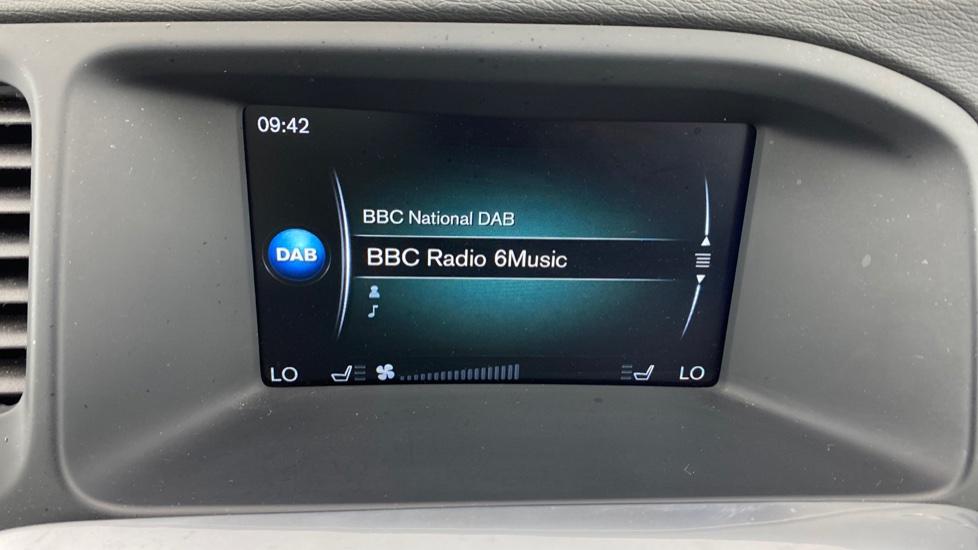 09:42
BBC National DAB
DAB
BBC Radio 6Music
LO
LO